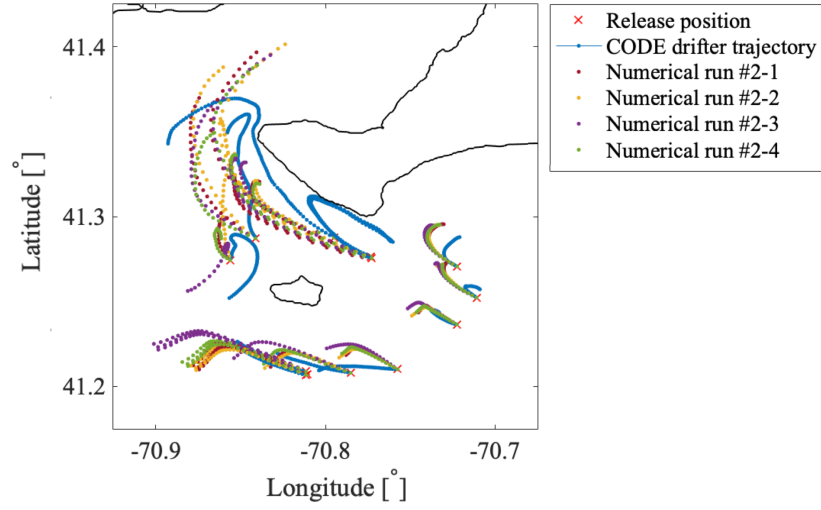 41.4
41.3
41.2
-70.9
-70.8
-70.7
Latitude [°]
Longitude [°]
Release position
CODE drifter trajectory
Numerical run #2-1
Numerical run #2-2
Numerical run #2-3
Numerical run #2-4